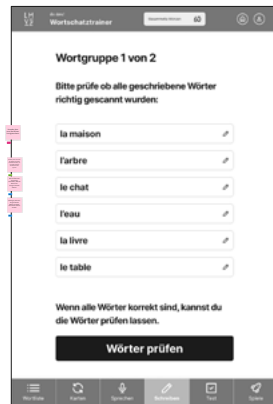 Wortschatztrainer
60
Wortgruppe 1 von 2
Bitte prüfe ob alle geschriebene Wörter
richtig gescannt wurden:
la maison
l'arbre
le chat
l'eau
la livre
le table
Wenn alle Wörter korrekt sind, kannst du
die Wörter prüfen lassen.
Wörter prüfen
Wortliste Karten Sprechen Schreiben Test Spiele